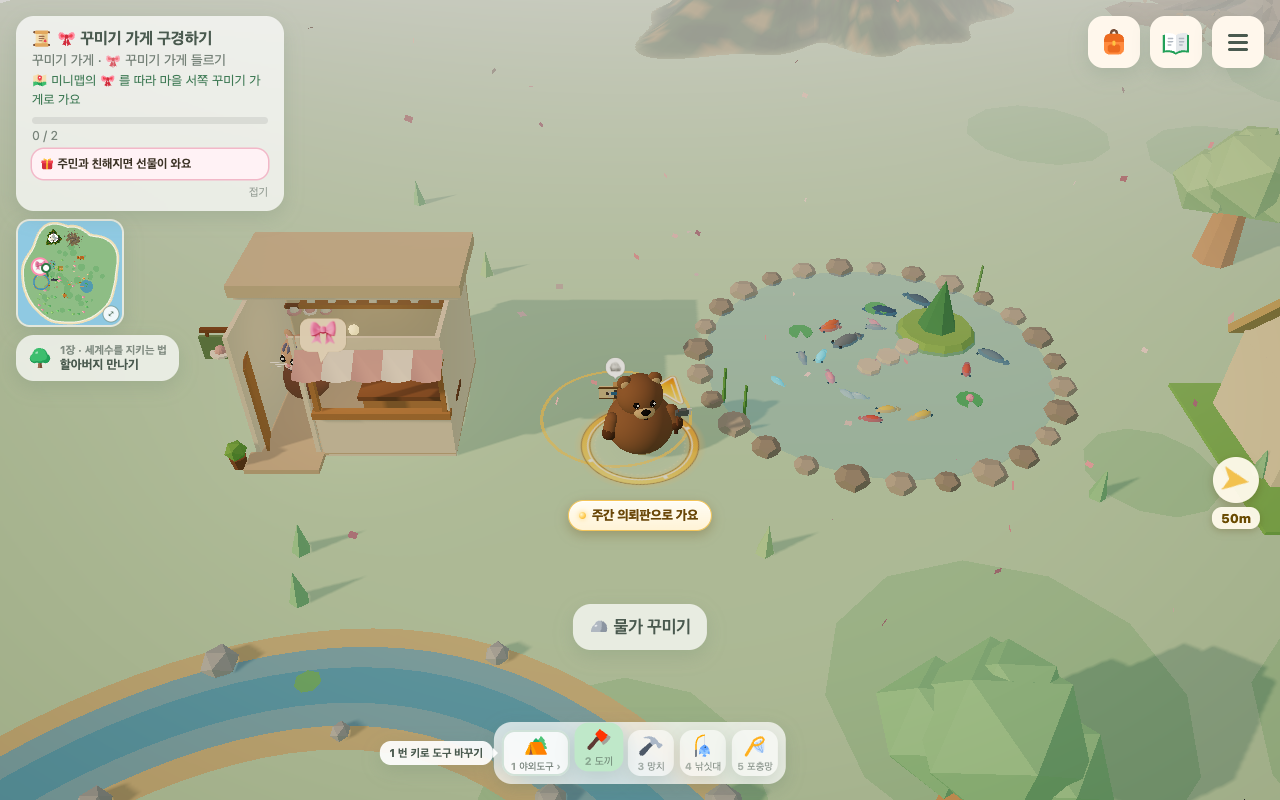 꾸미기 가게 구경하기
꾸미기 가게 · 꾸미기 가게 들르기
미니맵의 를 따라 마을 서쪽 꾸미기 가
게로 가요
0 / 2
주민과 친해지면 선물이 와요
접기
1장 · 세계수를 지키는 법
할아버지 만나기
주간 의뢰판으로 가요
50m
물가 꾸미기
1 번 키로 도구 바꾸기
1 야외도구 ›
2 도끼
3 망치
4 낚싯대
5 포충망